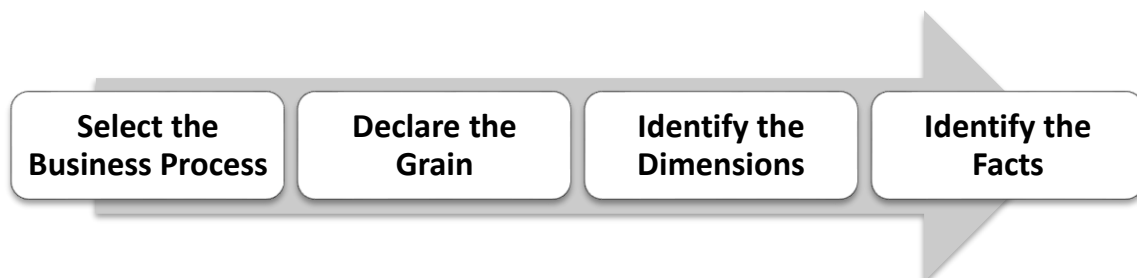 Select the
Business Process
Declare the
Grain
Identify the
Dimensions
Identify the
Facts